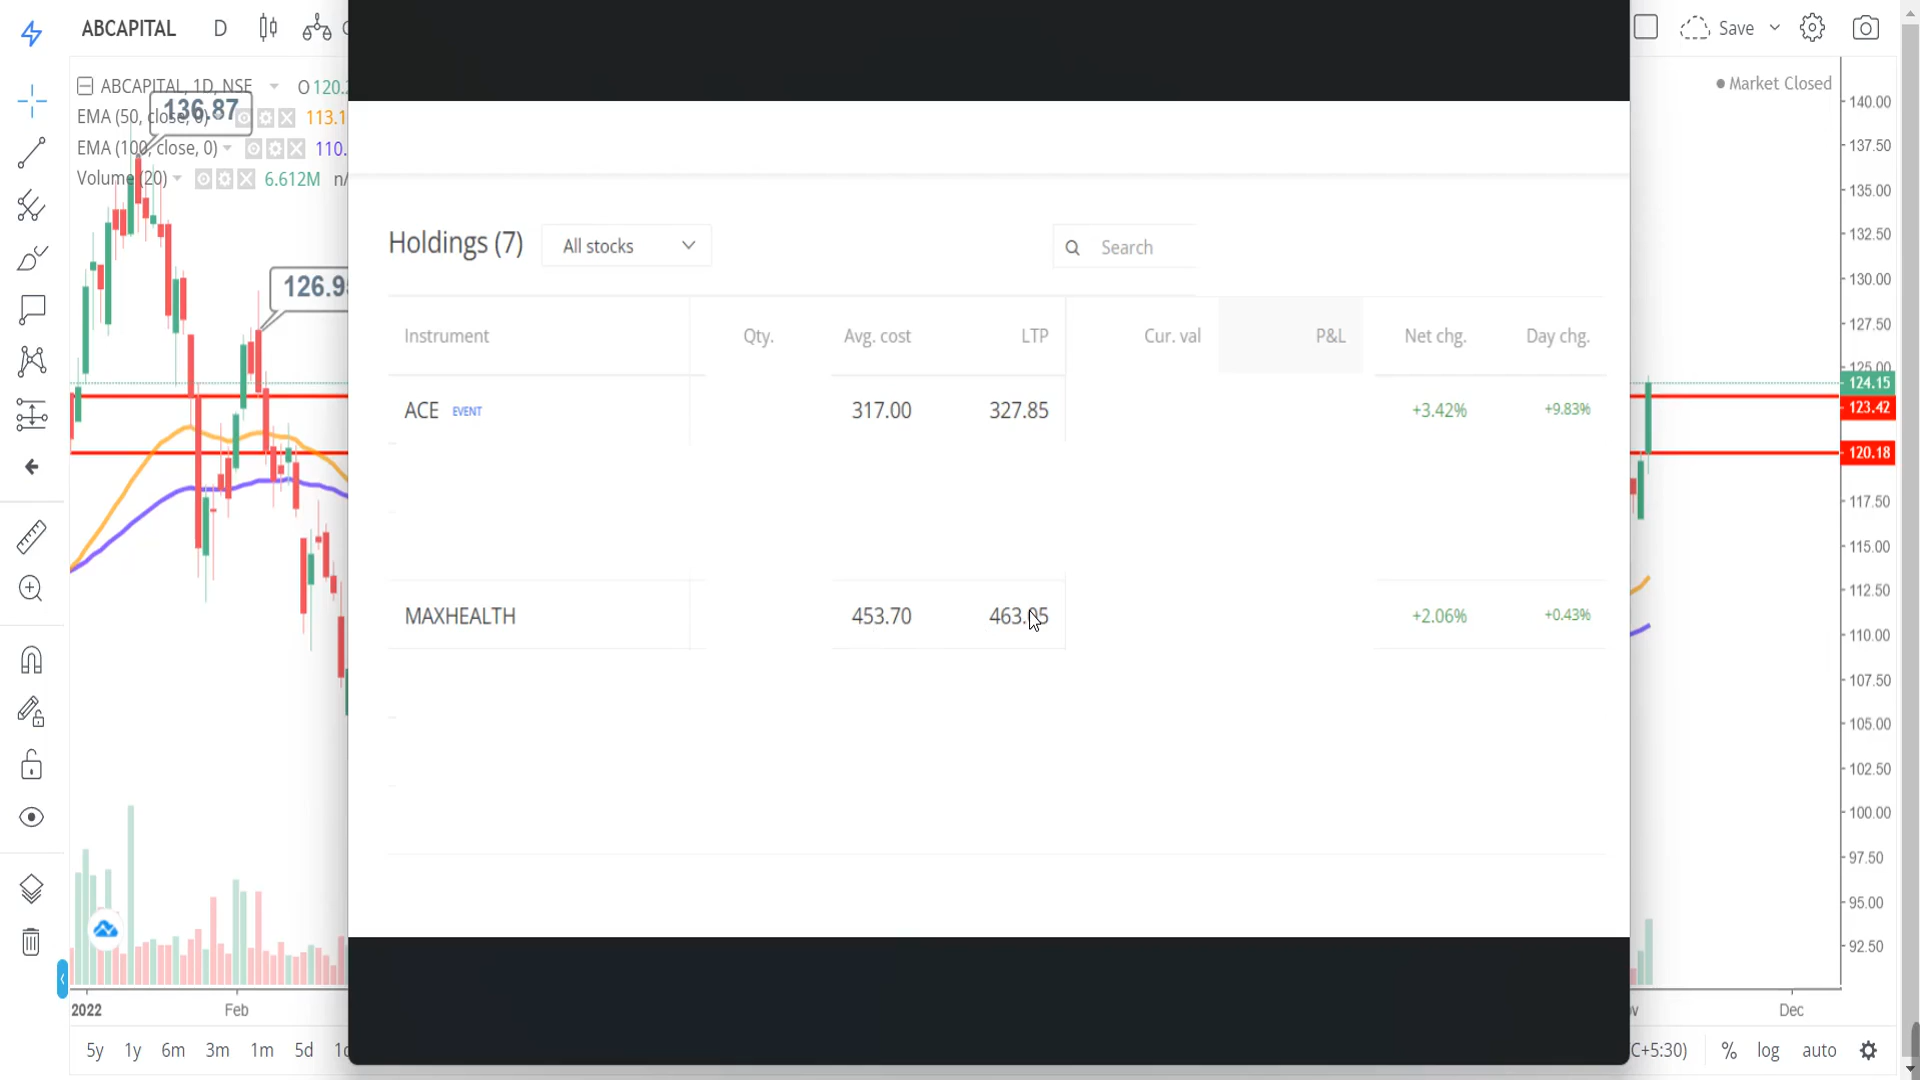 ABCAPITAL D Save
ABCAPITAL, 1D, NSE
EMA (50, close, 0)
EMA (100, close, 0)
Volume (20) 6.612M
136.87
Market Closed
Holdings (7) All stocks Search
Instrument Qty. Avg. cost LTP Cur. val P&L Net chg. Day chg.
ACE EVENT 317.00 327.85 +3.42% +9.83%
MAXHEALTH 453.70 +2.06% +0.43%
140.00
137.50
135.00
132.50
130.00
127.50
125.00
124.15
123.42
120.18
117.50
115.00
112.50
110.00
107.50
105.00
102.50
100.00
97.50
95.00
92.50
2022 Feb Dec
5y 1y 6m 3m 1m 5d % log auto